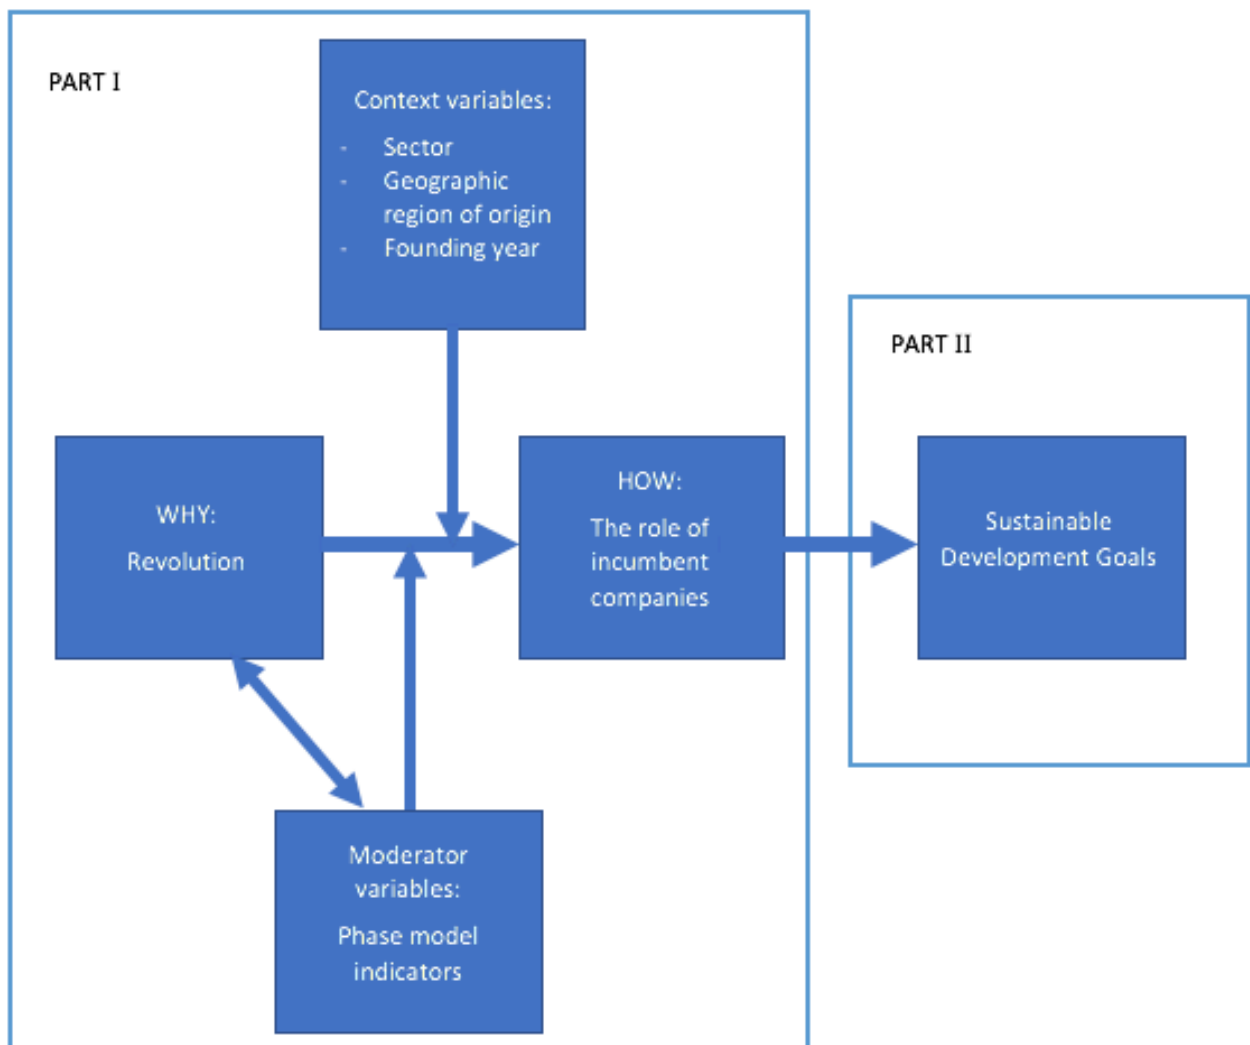 PART I
Context variables:
- Sector
- Geographic
region of origin
- Founding year
PART II
WHY:
Revolution
HOW:
The role of
incumbent
companies
Sustainable
Development Goals
Moderator
variables:
Phase model
indicators